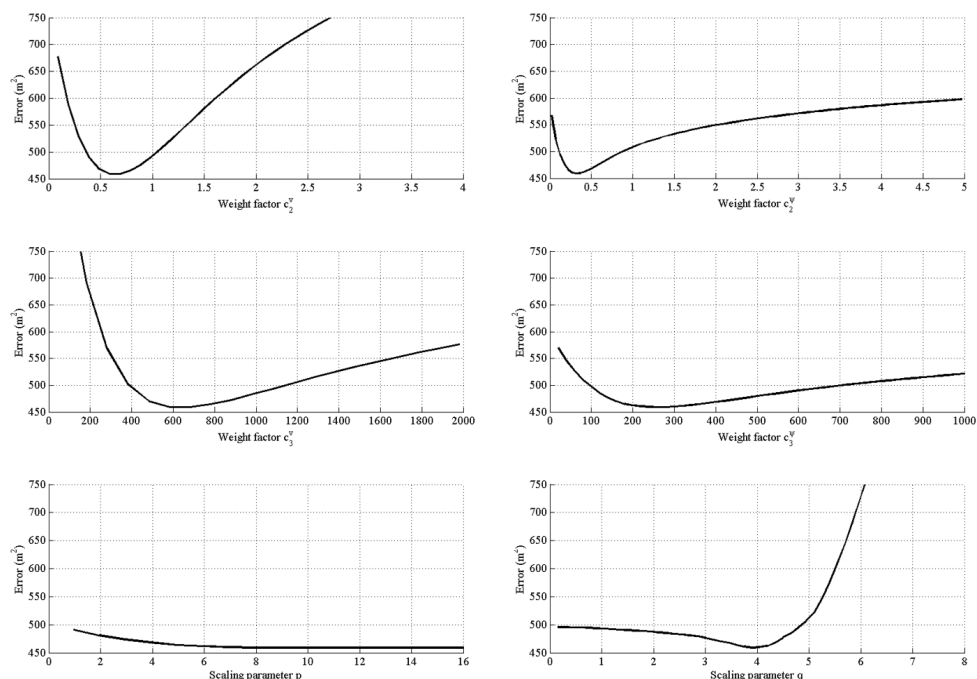 750
700
650
600
550
500
450
Error (m²)
0 0.5 1 1.5 2 2.5 3 3.5 4
Weight factor c₂^Ψ
750
700
650
600
550
500
450
Error (m²)
0 0.5 1 1.5 2 2.5 3 3.5 4 4.5 5
Weight factor c₂^Ψ
750
700
650
600
550
500
450
Error (m²)
0 200 400 600 800 1000 1200 1400 1600 1800 2000
Weight factor c₃^Ψ
750
700
650
600
550
500
450
Error (m²)
0 100 200 300 400 500 600 700 800 900 1000
Weight factor c₃^Ψ
750
700
650
600
550
500
450
Error (m²)
0 2 4 6 8 10 12 14 16
Scaling parameter p
750
700
650
600
550
500
450
Error (m²)
0 1 2 3 4 5 6 7 8
Scaling parameter q